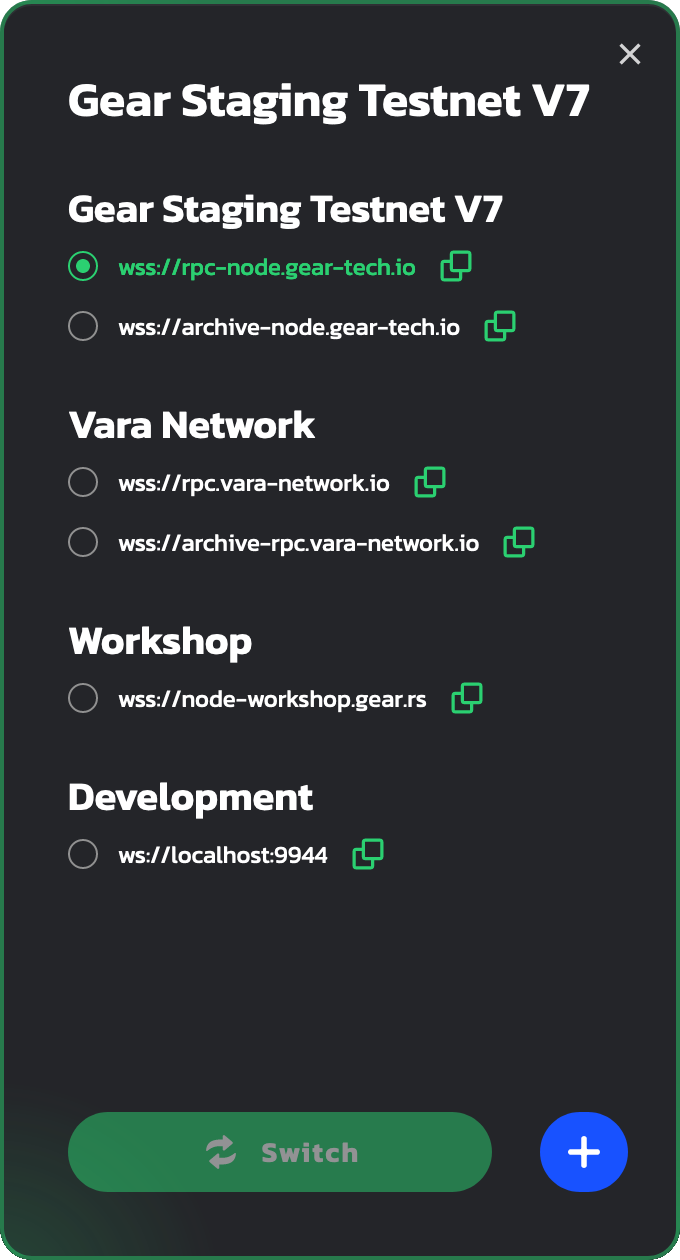 Gear Staging Testnet V7
Gear Staging Testnet V7
wss://rpc-node.gear-tech.io
wss://archive-node.gear-tech.io
Vara Network
wss://rpc.vara-network.io
wss://archive-rpc.vara-network.io
Workshop
wss://node-workshop.gear.rs
Development
ws://localhost:9944
Switch